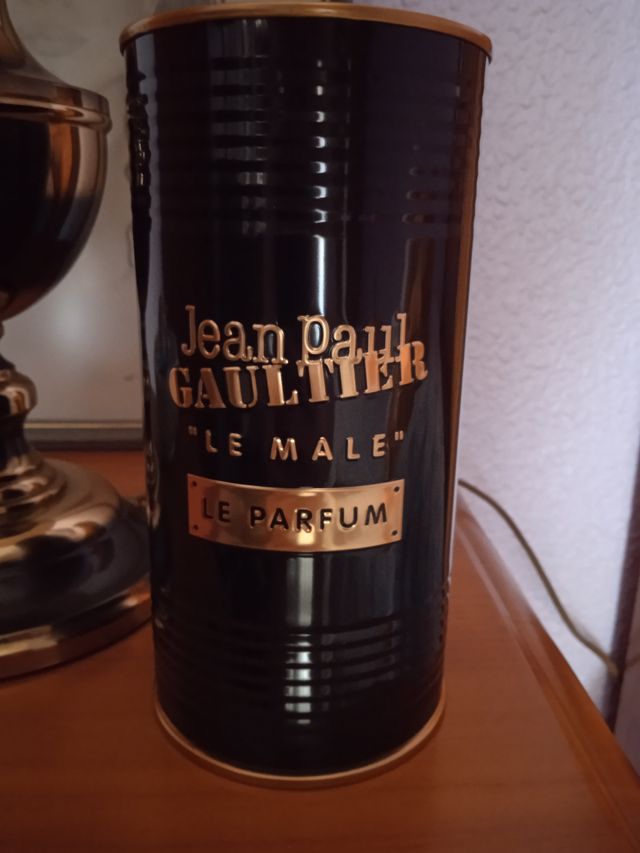 Jean Paul
GAULTIER
"LE MALE"
LE PARFUM